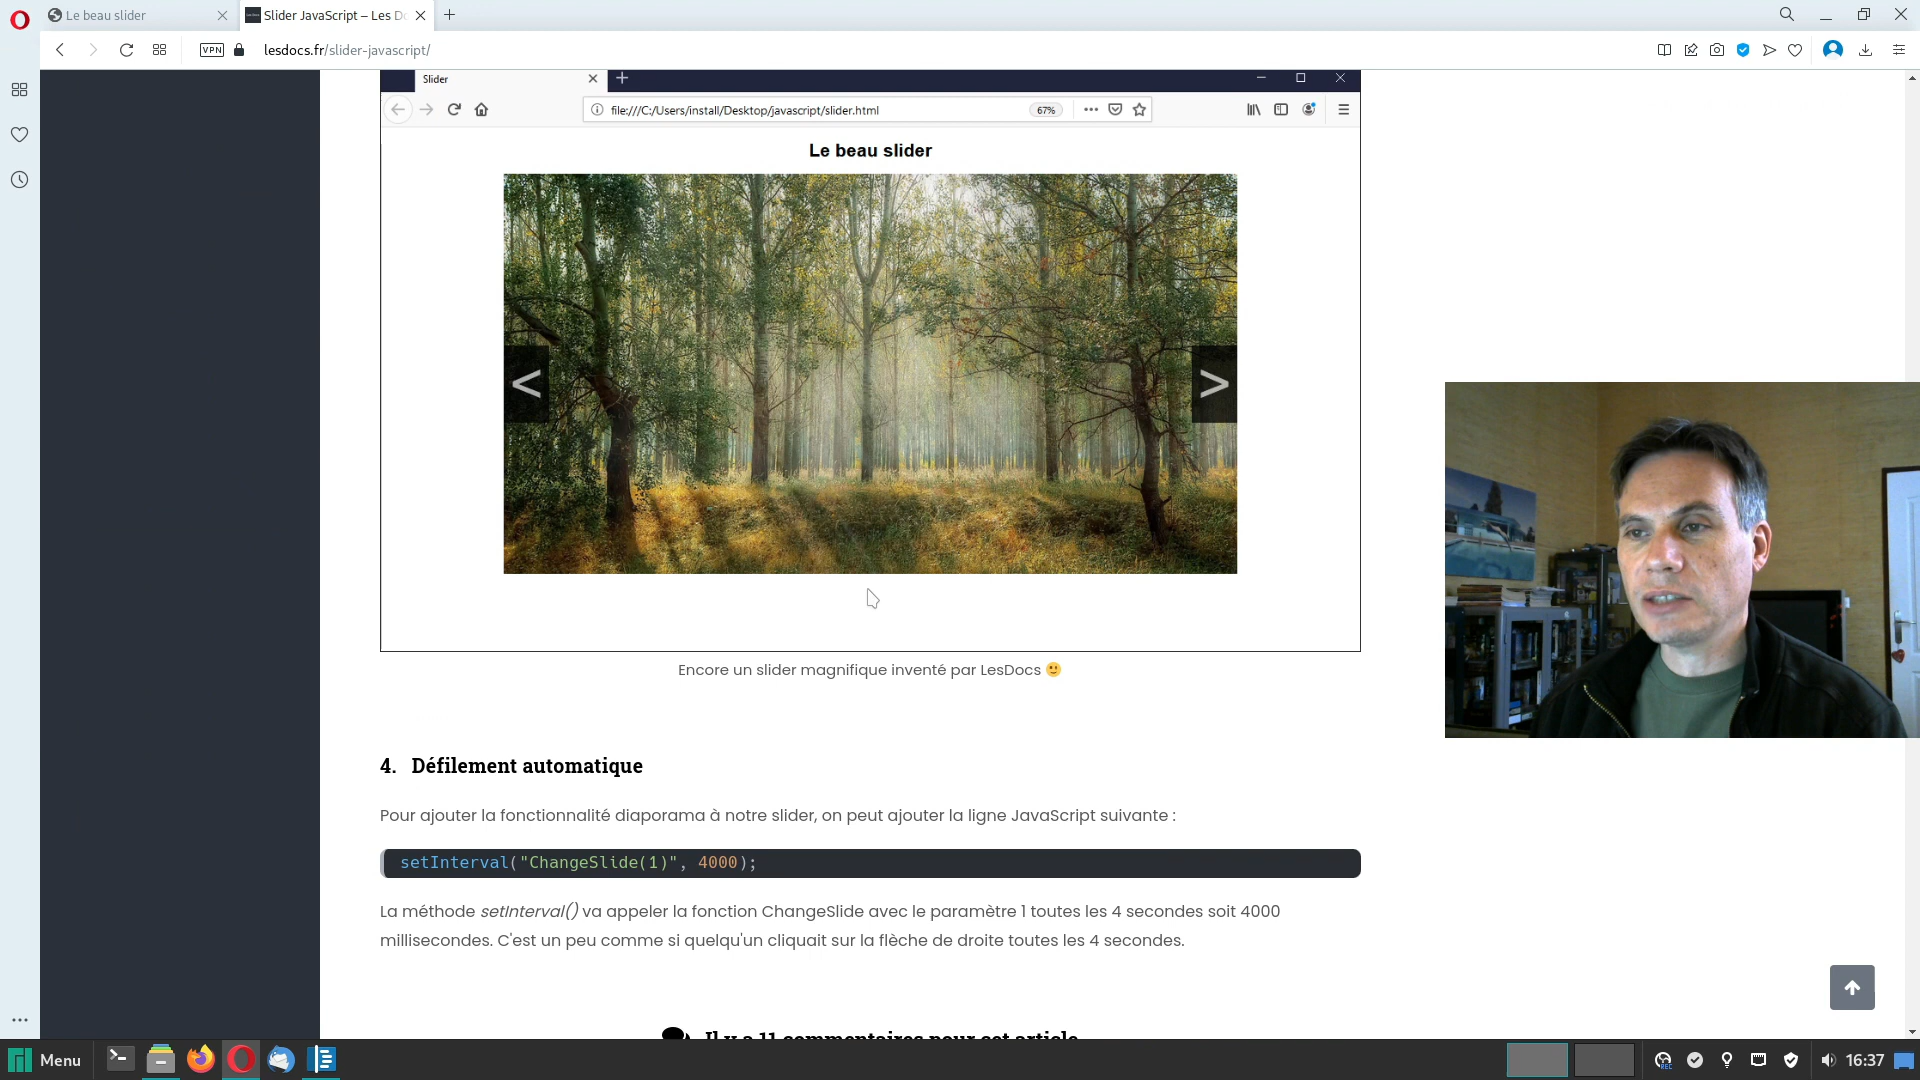 Le beau slider
Slider JavaScript – Les Do
VPN
lesdocs.fr/slider-javascript/
Slider
file:///C:/Users/install/Desktop/javascript/slider.html
67%
Le beau slider
<
>
Encore un slider magnifique inventé par LesDocs 🙂
4. Défilement automatique
Pour ajouter la fonctionnalité diaporama à notre slider, on peut ajouter la ligne JavaScript suivante :
setInterval("ChangeSlide(1)", 4000);
La méthode setInterval() va appeler la fonction ChangeSlide avec le paramètre 1 toutes les 4 secondes soit 4000
millisecondes. C'est un peu comme si quelqu'un cliquait sur la flèche de droite toutes les 4 secondes.
Il y a 11 commentaires pour cet article
Menu
REC
16:37